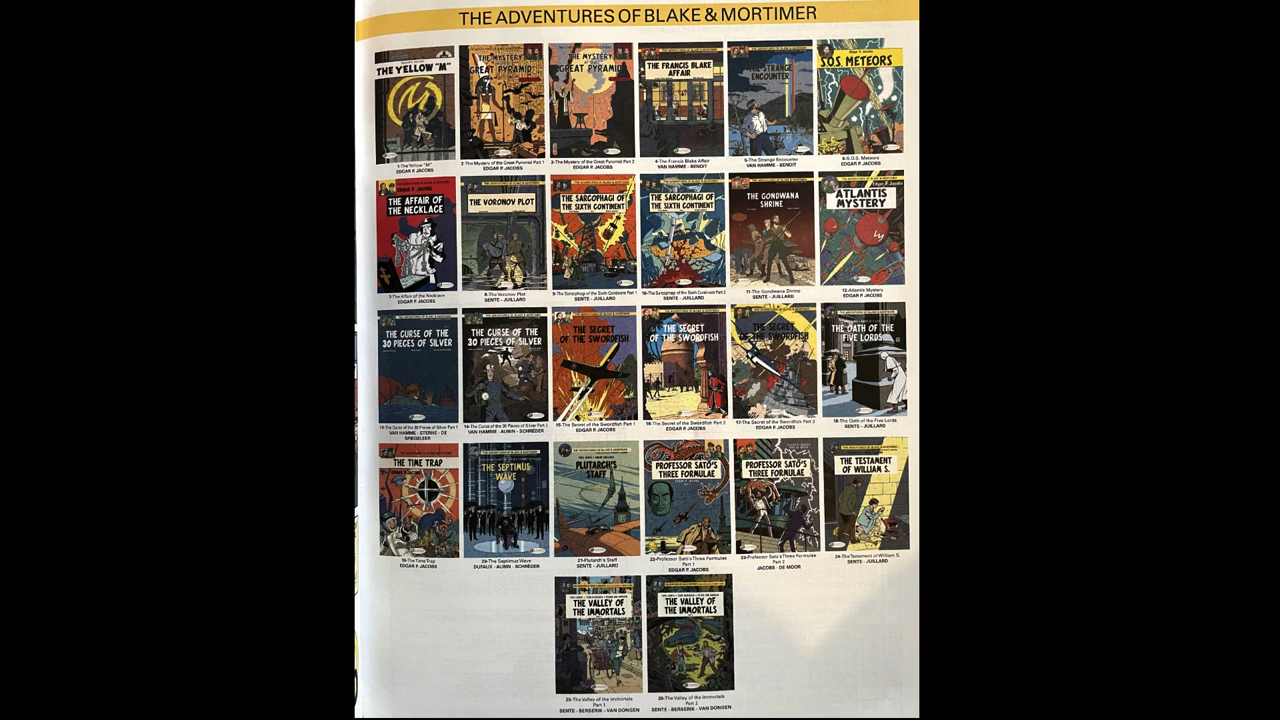 THE ADVENTURES OF BLAKE & MORTIMER
THE YELLOW "M"
THE MYSTERY
GREAT PYRAMID
THE MYSTERY
GREAT PYRAMID
THE FRANCIS BLAKE
AFFAIR
THE STRANGE
ENCOUNTER
Edgar P. Jacobs
S.O.S. METEORS
1-The Yellow "M"
EDGAR P. JACOBS
2-The Mystery of the Great Pyramid Part 1
EDGAR P. JACOBS
3-The Mystery of the Great Pyramid Part 2
EDGAR P. JACOBS
4-The Francis Blake Affair
VAN HAMME - BENOIT
5-The Strange Encounter
VAN HAMME - BENOIT
6-S.O.S. Meteors
EDGAR P. JACOBS
EDGAR P. JACOBS
THE AFFAIR OF
THE NECKLACE
THE VORONOV PLOT
THE SARCOPHAGI OF
THE SIXTH CONTINENT
THE SARCOPHAGI OF
THE SIXTH CONTINENT
THE GONDWANA
SHRINE
Edgar P. Jacobs
ATLANTIS
MYSTERY
7-The Affair of the Necklace
EDGAR P. JACOBS
8-The Voronov Plot
SENTE - JUILLARD
9-The Sarcophagi of the Sixth Continent Part 1
SENTE - JUILLARD
10-The Sarcophagi of the Sixth Continent Part 2
SENTE - JUILLARD
11-The Gondwana Shrine
SENTE - JUILLARD
12-Atlantis Mystery
EDGAR P. JACOBS
THE CURSE OF THE
30 PIECES OF SILVER
THE CURSE OF THE
30 PIECES OF SILVER
THE SECRET
OF THE SWORDFISH
THE SECRET
OF THE SWORDFISH
THE SECRET
OF THE SWORDFISH
THE OATH OF THE
FIVE LORDS
13-The Curse of the 30 Pieces of Silver Part 1
VAN HAMME - STERNE - DE
SPIEGELEER
14-The Curse of the 30 Pieces of Silver Part 2
VAN HAMME - AUBIN - SCHRÉDER
15-The Secret of the Swordfish Part 1
EDGAR P. JACOBS
16-The Secret of the Swordfish Part 2
EDGAR P. JACOBS
17-The Secret of the Swordfish Part 3
EDGAR P. JACOBS
18-The Oath of the Five Lords
SENTE - JUILLARD
THE TIME TRAP
EDGAR P. JACOBS
THE SEPTIMUS
WAVE
PLUTARCH'S
STAFF
PROFESSOR SATŌ'S
THREE FORMULAE
PROFESSOR SATŌ'S
THREE FORMULAE
THE TESTAMENT
OF WILLIAM S.
19-The Time Trap
EDGAR P. JACOBS
20-The Septimus Wave
DUFAUX - AUBIN - SCHRÉDER
21-Plutarch's Staff
SENTE - JUILLARD
22-Professor Sato's Three Formulae
Part 1
EDGAR P. JACOBS
23-Professor Sato's Three Formulae
Part 2
JACOBS - DE MOOR
24-The Testament of William S.
SENTE - JUILLARD
THE VALLEY OF
THE IMMORTALS
THE VALLEY OF
THE IMMORTALS
25-The Valley of the Immortals
Part 1
SENTE - BERSERIK - VAN DONGEN
26-The Valley of the Immortals
Part 2
SENTE - BERSERIK - VAN DONGEN